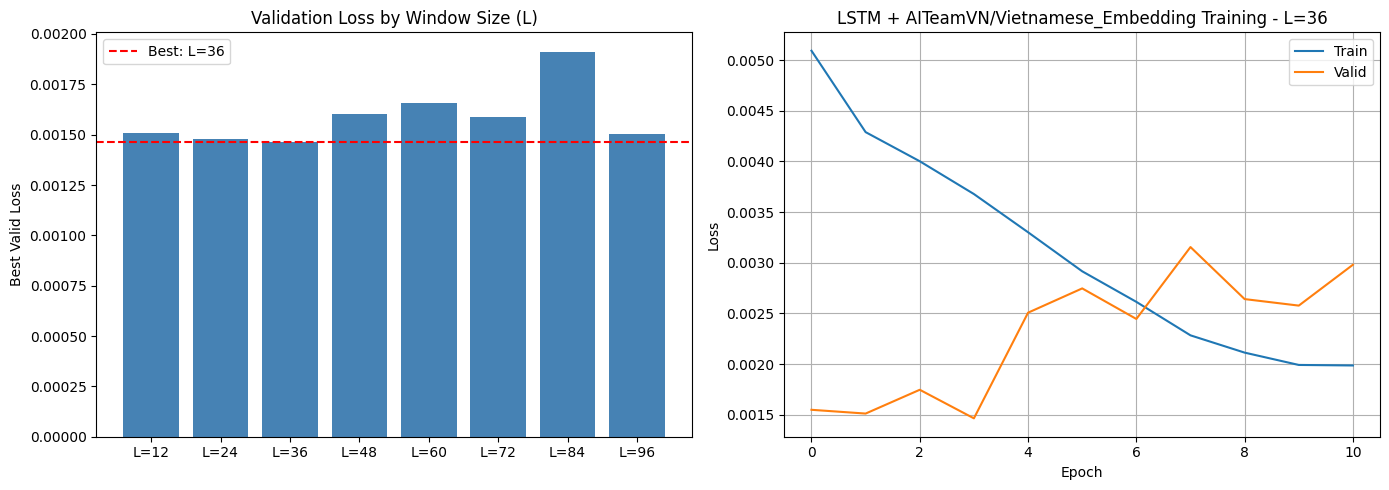 Validation Loss by Window Size (L)
Best: L=36
Best Valid Loss
0.00200
0.00175
0.00150
0.00125
0.00100
0.00075
0.00050
0.00025
0.00000
L=12 L=24 L=36 L=48 L=60 L=72 L=84 L=96
LSTM + AITeamVN/Vietnamese_Embedding Training - L=36
Train
Valid
Loss
0.0050
0.0045
0.0040
0.0035
0.0030
0.0025
0.0020
0.0015
0 2 4 6 8 10
Epoch